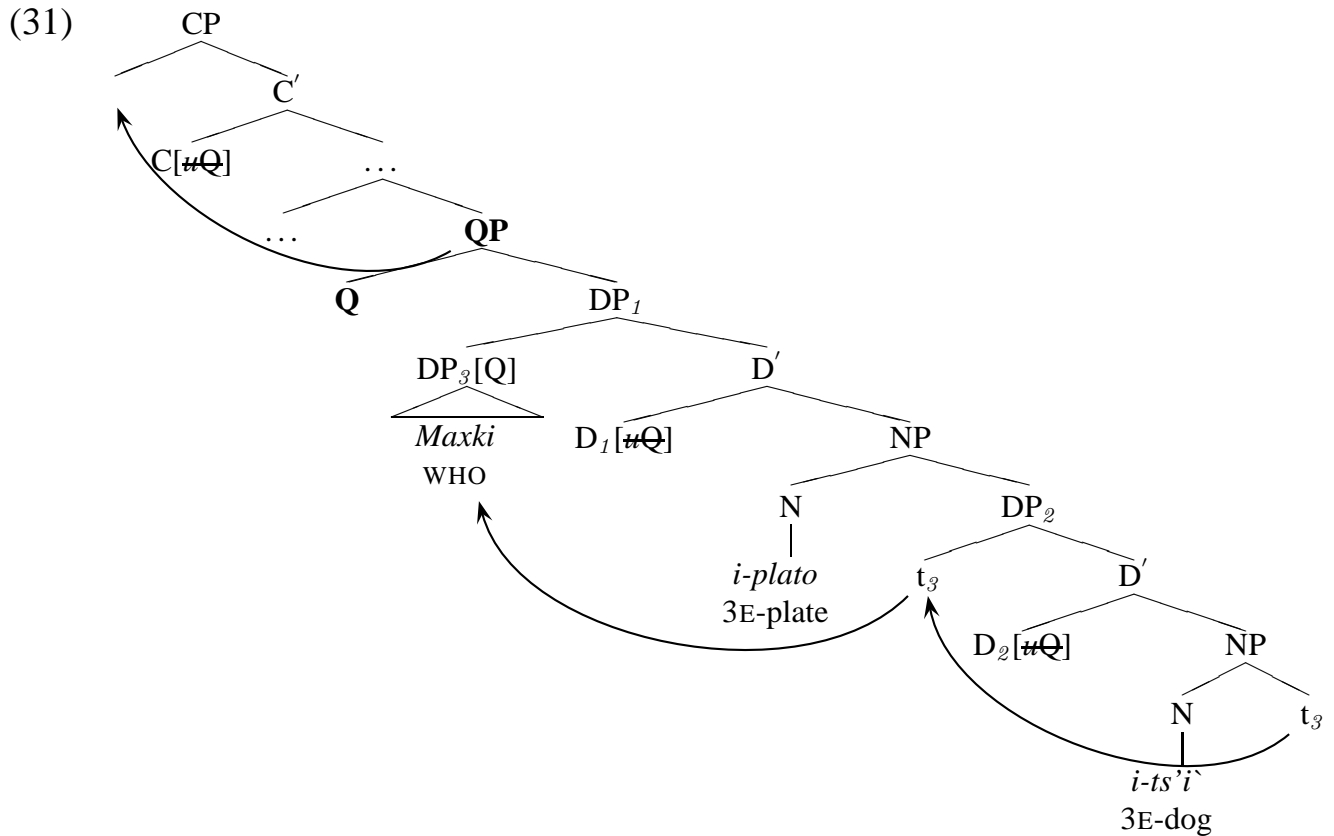 (31) CP
C′
C[uQ] ...
... QP
Q DP1
DP3[Q] D′
Maxki D1[uQ] NP
WHO
N DP2
i-plato t3 D′
3E-plate
D2[uQ] NP
N t3
i-ts'i`
3E-dog